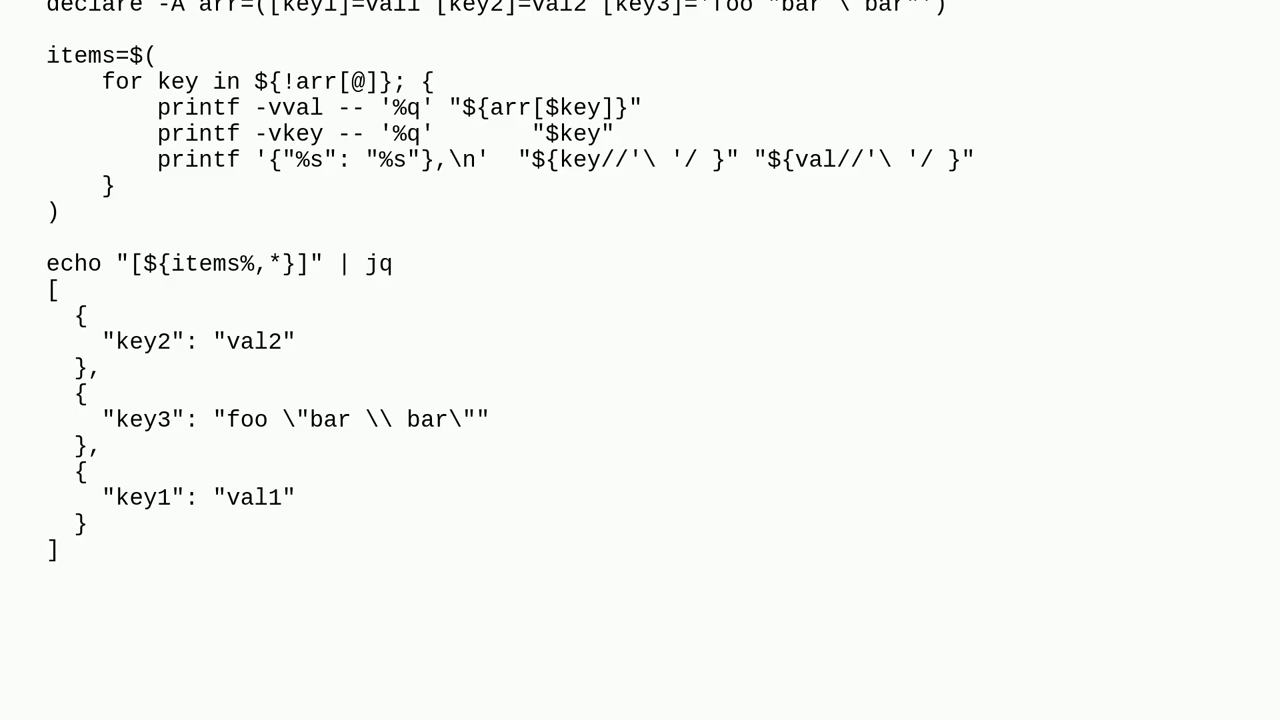 declare -A arr=([key1]=val1 [key2]=val2 [key3]='foo "bar \ bar"')
items=$(
    for key in ${!arr[@]}; {
        printf -vval -- '%q' "${arr[$key]}"
        printf -vkey -- '%q'       "$key"
        printf '{"%s": "%s"},\n'  "${key//'\ '/ }" "${val//'\ '/ }"
    }
)
echo "[${items%,*}]" | jq
[
  {
    "key2": "val2"
  },
  {
    "key3": "foo \"bar \\ bar\""
  },
  {
    "key1": "val1"
  }
]